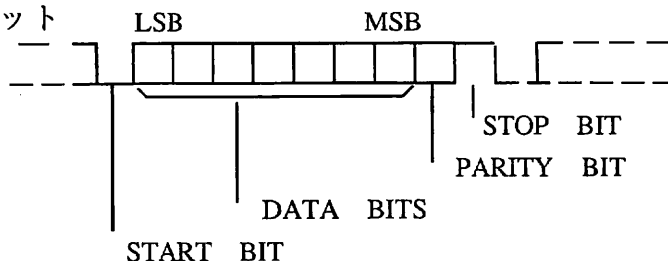 ット
LSB MSB
STOP BIT
PARITY BIT
DATA BITS
START BIT